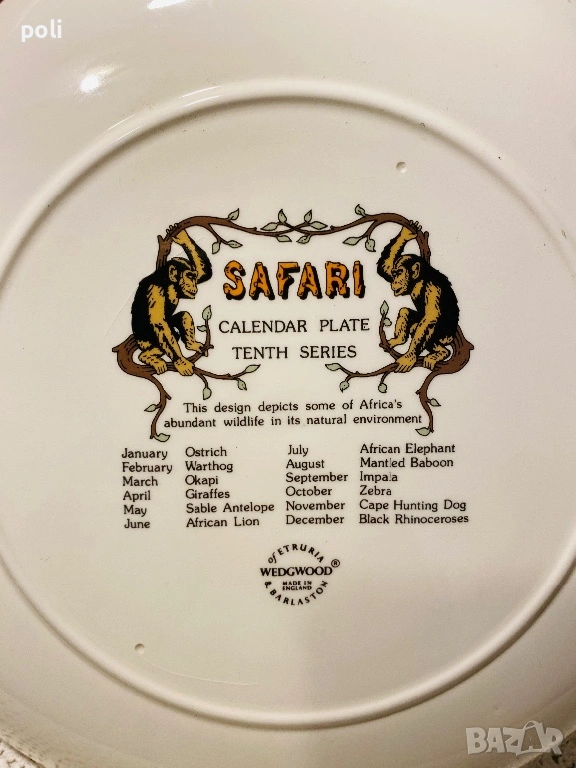 poli
SAFARI
CALENDAR PLATE
TENTH SERIES
This design depicts some of Africa's
abundant wildlife in its natural environment
January Ostrich
February Warthog
March Okapi
April Giraffes
May Sable Antelope
June African Lion
July African Elephant
August Mantled Baboon
September Impala
October Zebra
November Cape Hunting Dog
December Black Rhinoceroses
of ETRURIA
WEDGWOOD®
MADE IN
ENGLAND
& BARLASTON
BAZAR